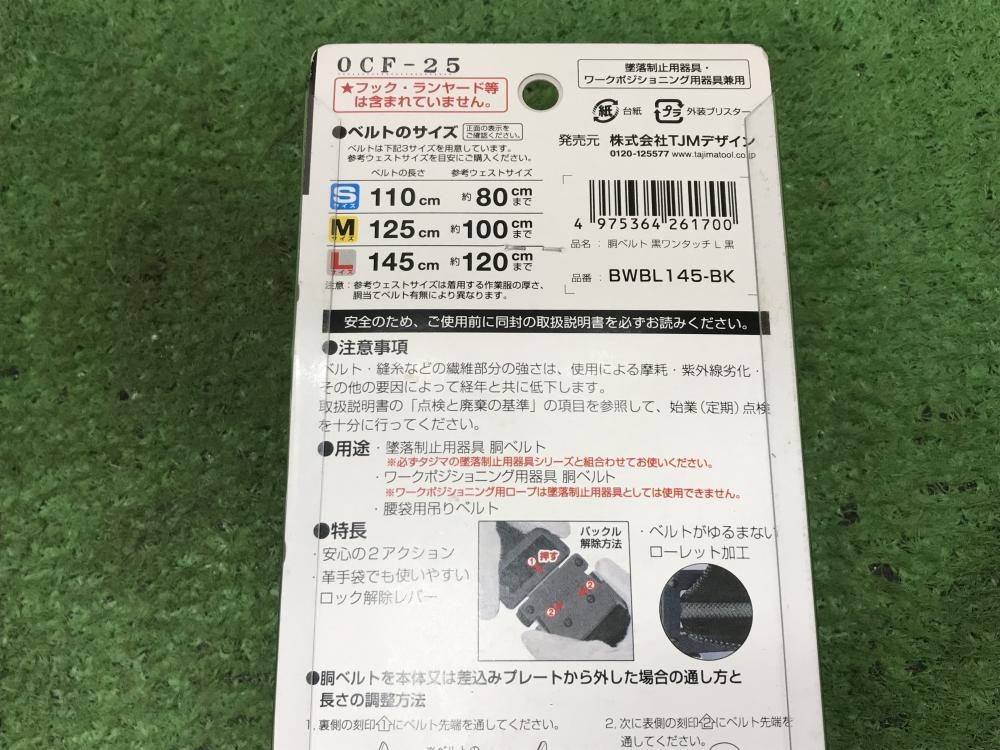 OCF-25
★フック・ランヤード等
は含まれていません。
墜落制止用器具・
ワークポジショニング用器具兼用
紙 台紙 プラ 外装ブリスター
発売元 株式会社TJMデザイン
0120-125577 www.tajimatool.co.jp
●ベルトのサイズ 正面の表示を
ご確認ください。
ベルトは下記3サイズを用意しています。
参考ウェストサイズを目安にご購入ください。
ベルトの長さ 参考ウェストサイズ
S サイズ 110cm 約80cmまで
M サイズ 125cm 約100cmまで
L サイズ 145cm 約120cmまで
注意：参考ウェストサイズは着用する作業服の厚さ、
胴当てベルト有無により異なります。
4 975364 261700
品名：胴ベルト 黒ワンタッチ L 黒
品番：BWBL145-BK
安全のため、ご使用前に同封の取扱説明書を必ずお読みください。
●注意事項
ベルト・縫糸などの繊維部分の強さは、使用による摩耗・紫外線劣化・
その他の要因によって経年と共に低下します。
取扱説明書の「点検と廃棄の基準」の項目を参照して、始業（定期）点検
を十分に行ってください。
●用途・墜落制止用器具 胴ベルト
※必ずタジマの墜落制止用器具シリーズと組合わせてお使いください。
・ワークポジショニング用器具 胴ベルト
※ワークポジショニング用ロープは墜落制止用器具としては使用できません。
・腰袋用吊りベルト
●特長
・安心の2アクション
・革手袋でも使いやすい
ロック解除レバー
バックル
解除方法
①押す
②
②
・ベルトがゆるまない
ローレット加工
●胴ベルトを本体又は差込みプレートから外した場合の通し方と
長さの調整方法
1. 裏側の刻印1にベルト先端を通してください。
2. 次に表側の刻印2にベルト先端を
通してください。
※ベルトの